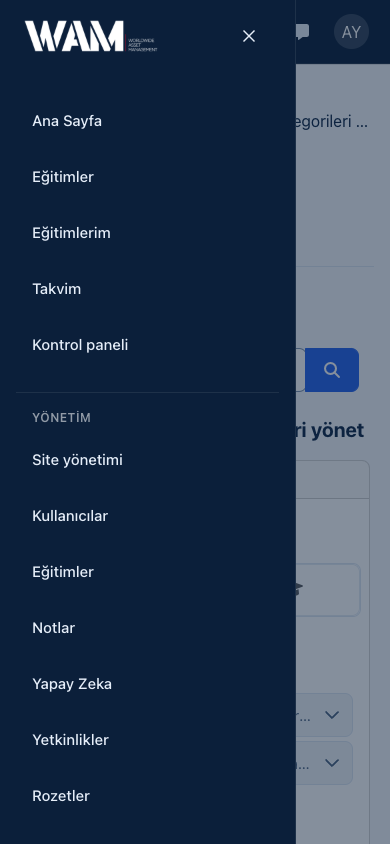 WAM
WORLDWIDE
ASSET
MANAGEMENT
AY
Ana Sayfa
egorileri ...
Eğitimler
Eğitimlerim
Takvim
Kontrol paneli
YÖNETİM
ri yönet
Site yönetimi
Kullanıcılar
Eğitimler
Notlar
Yapay Zeka
r...
Yetkinlikler
Rozetler